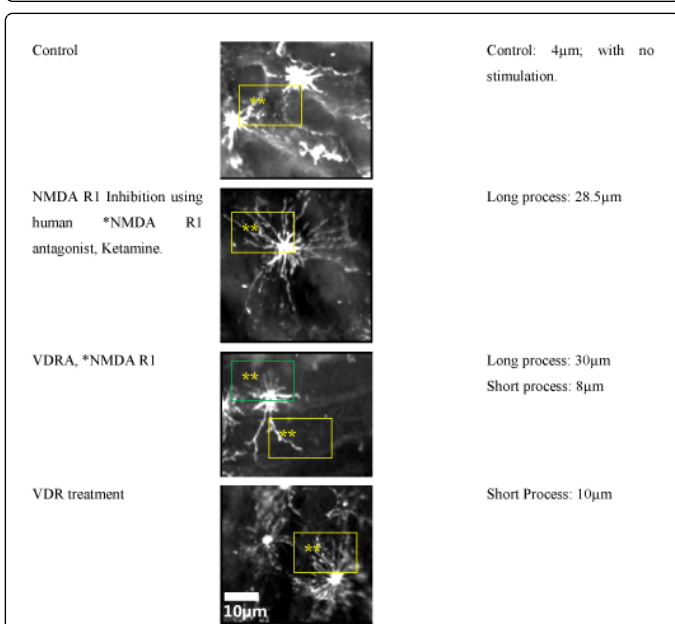 Control
**
Control: 4µm; with no
stimulation.
NMDA R1 Inhibition using
human *NMDA R1
antagonist, Ketamine.
**
Long process: 28.5µm
VDRA, *NMDA R1
**
**
Long process: 30µm
Short process: 8µm
VDR treatment
**
10µm
Short Process: 10µm